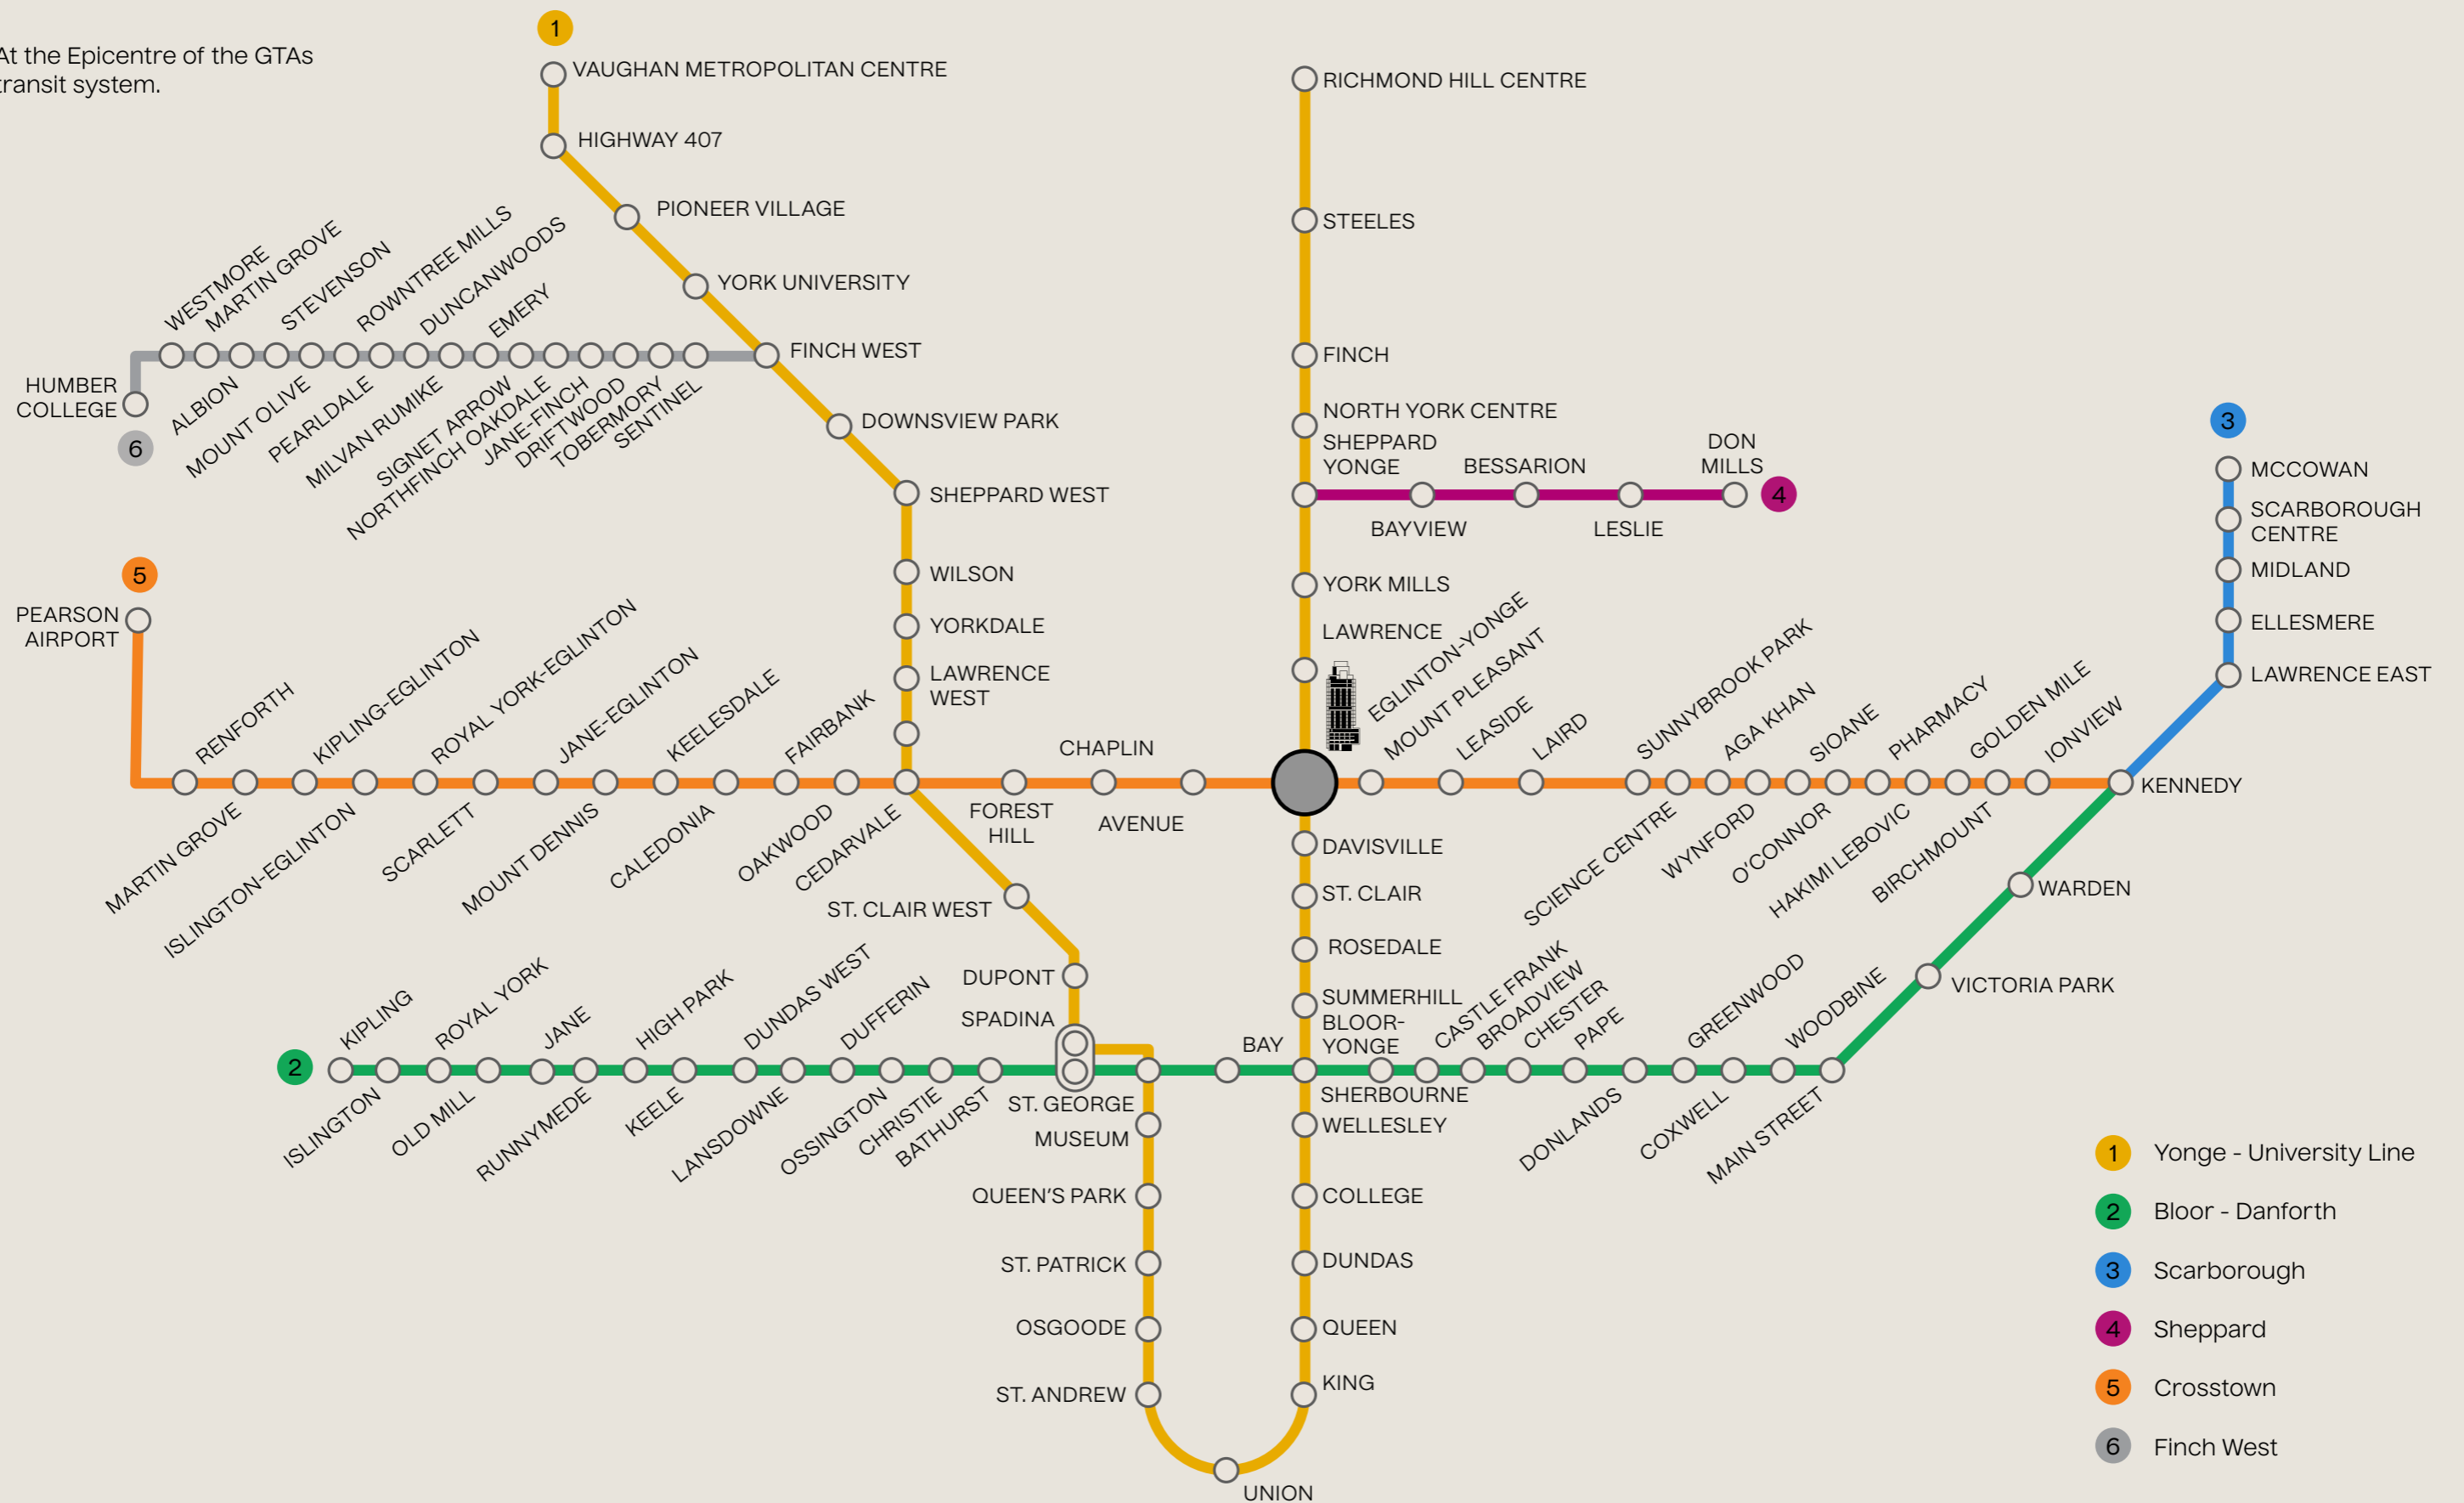 At the Epicentre of the GTAs
transit system.
1
VAUGHAN METROPOLITAN CENTRE
HIGHWAY 407
PIONEER VILLAGE
YORK UNIVERSITY
FINCH WEST
DOWNSVIEW PARK
SHEPPARD WEST
WILSON
YORKDALE
LAWRENCE
WEST
WESTMORE
MARTIN GROVE
STEVENSON
ROWNTREE MILLS
DUNCANWOODS
EMERY
HUMBER
COLLEGE
6
ALBION
MOUNT OLIVE
PEARLDALE
MILVAN RUMIKE
SIGNET ARROW
NORTHFINCH OAKDALE
JANE-FINCH
DRIFTWOOD
TOBERMORY
SENTINEL
RICHMOND HILL CENTRE
STEELES
FINCH
NORTH YORK CENTRE
SHEPPARD
YONGE
BESSARION
DON
MILLS
4
BAYVIEW
LESLIE
YORK MILLS
LAWRENCE
3
MCCOWAN
SCARBOROUGH
CENTRE
MIDLAND
ELLESMERE
LAWRENCE EAST
5
PEARSON
AIRPORT
RENFORTH
KIPLING-EGLINTON
ROYAL YORK-EGLINTON
JANE-EGLINTON
KEELESDALE
FAIRBANK
CHAPLIN
EGLINTON-YONGE
MOUNT PLEASANT
LEASIDE
LAIRD
SUNNYBROOK PARK
AGA KHAN
SIOANE
PHARMACY
GOLDEN MILE
IONVIEW
KENNEDY
MARTIN GROVE
ISLINGTON-EGLINTON
SCARLETT
MOUNT DENNIS
CALEDONIA
OAKWOOD
CEDARVALE
FOREST
HILL
AVENUE
SCIENCE CENTRE
WYNFORD
O'CONNOR
HAKIMI LEBOVIC
BIRCHMOUNT
DAVISVILLE
ST. CLAIR
ROSEDALE
SUMMERHILL
BLOOR-
YONGE
ST. CLAIR WEST
DUPONT
SPADINA
WARDEN
VICTORIA PARK
2
KIPLING
ROYAL YORK
JANE
HIGH PARK
DUNDAS WEST
DUFFERIN
BAY
CASTLE FRANK
BROADVIEW
CHESTER
PAPE
GREENWOOD
WOODBINE
ISLINGTON
OLD MILL
RUNNYMEDE
KEELE
LANSDOWNE
OSSINGTON
CHRISTIE
BATHURST
ST. GEORGE
SHERBOURNE
DONLANDS
COXWELL
MAIN STREET
MUSEUM
QUEEN'S PARK
ST. PATRICK
OSGOODE
ST. ANDREW
UNION
WELLESLEY
COLLEGE
DUNDAS
QUEEN
KING
1 Yonge - University Line
2 Bloor - Danforth
3 Scarborough
4 Sheppard
5 Crosstown
6 Finch West